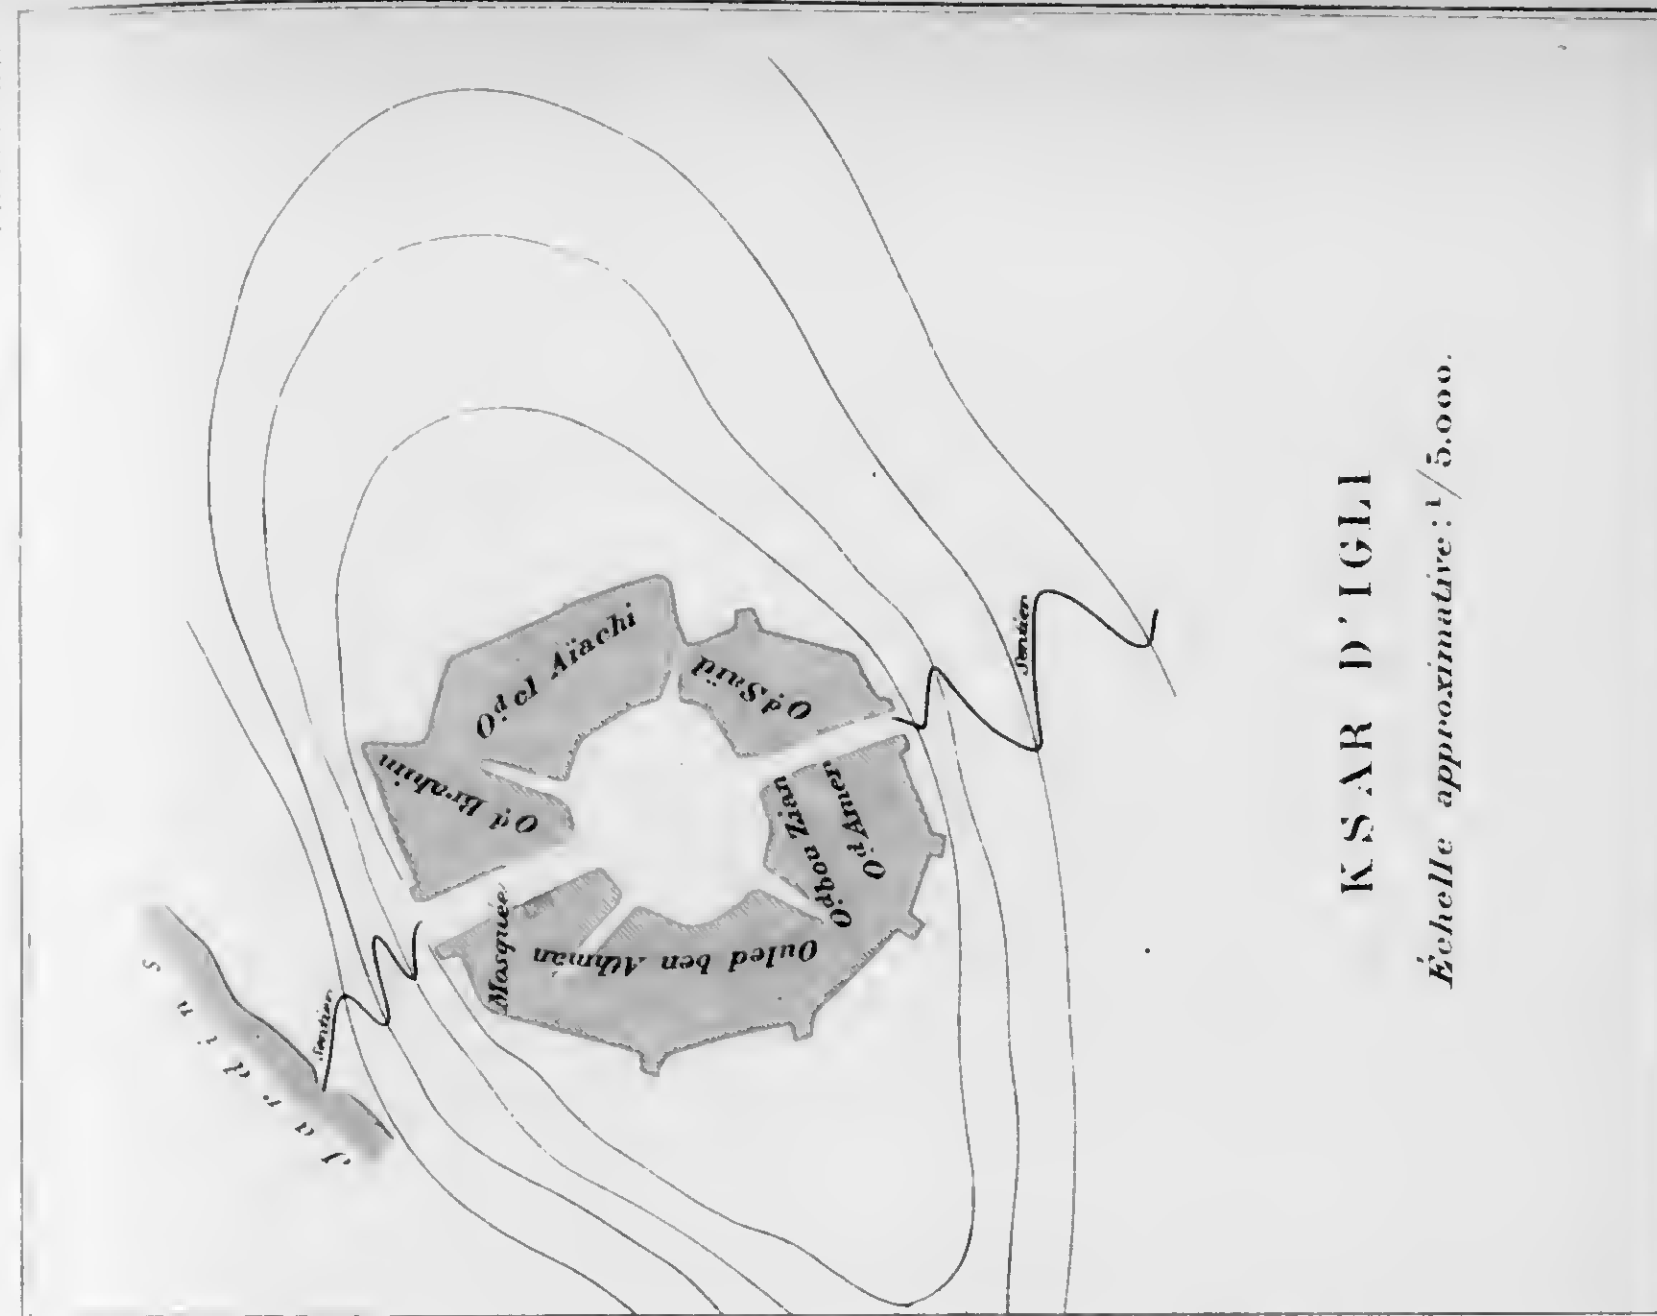 KSAR D'IGLI
Échelle approximative : 1/5.000.
Od el Aïachi
Od Saïd
Od Brahim
Od bou Zian
Od Amer
Mosquée
Ouled ben Athman
Sentier
Sentier
Jardins